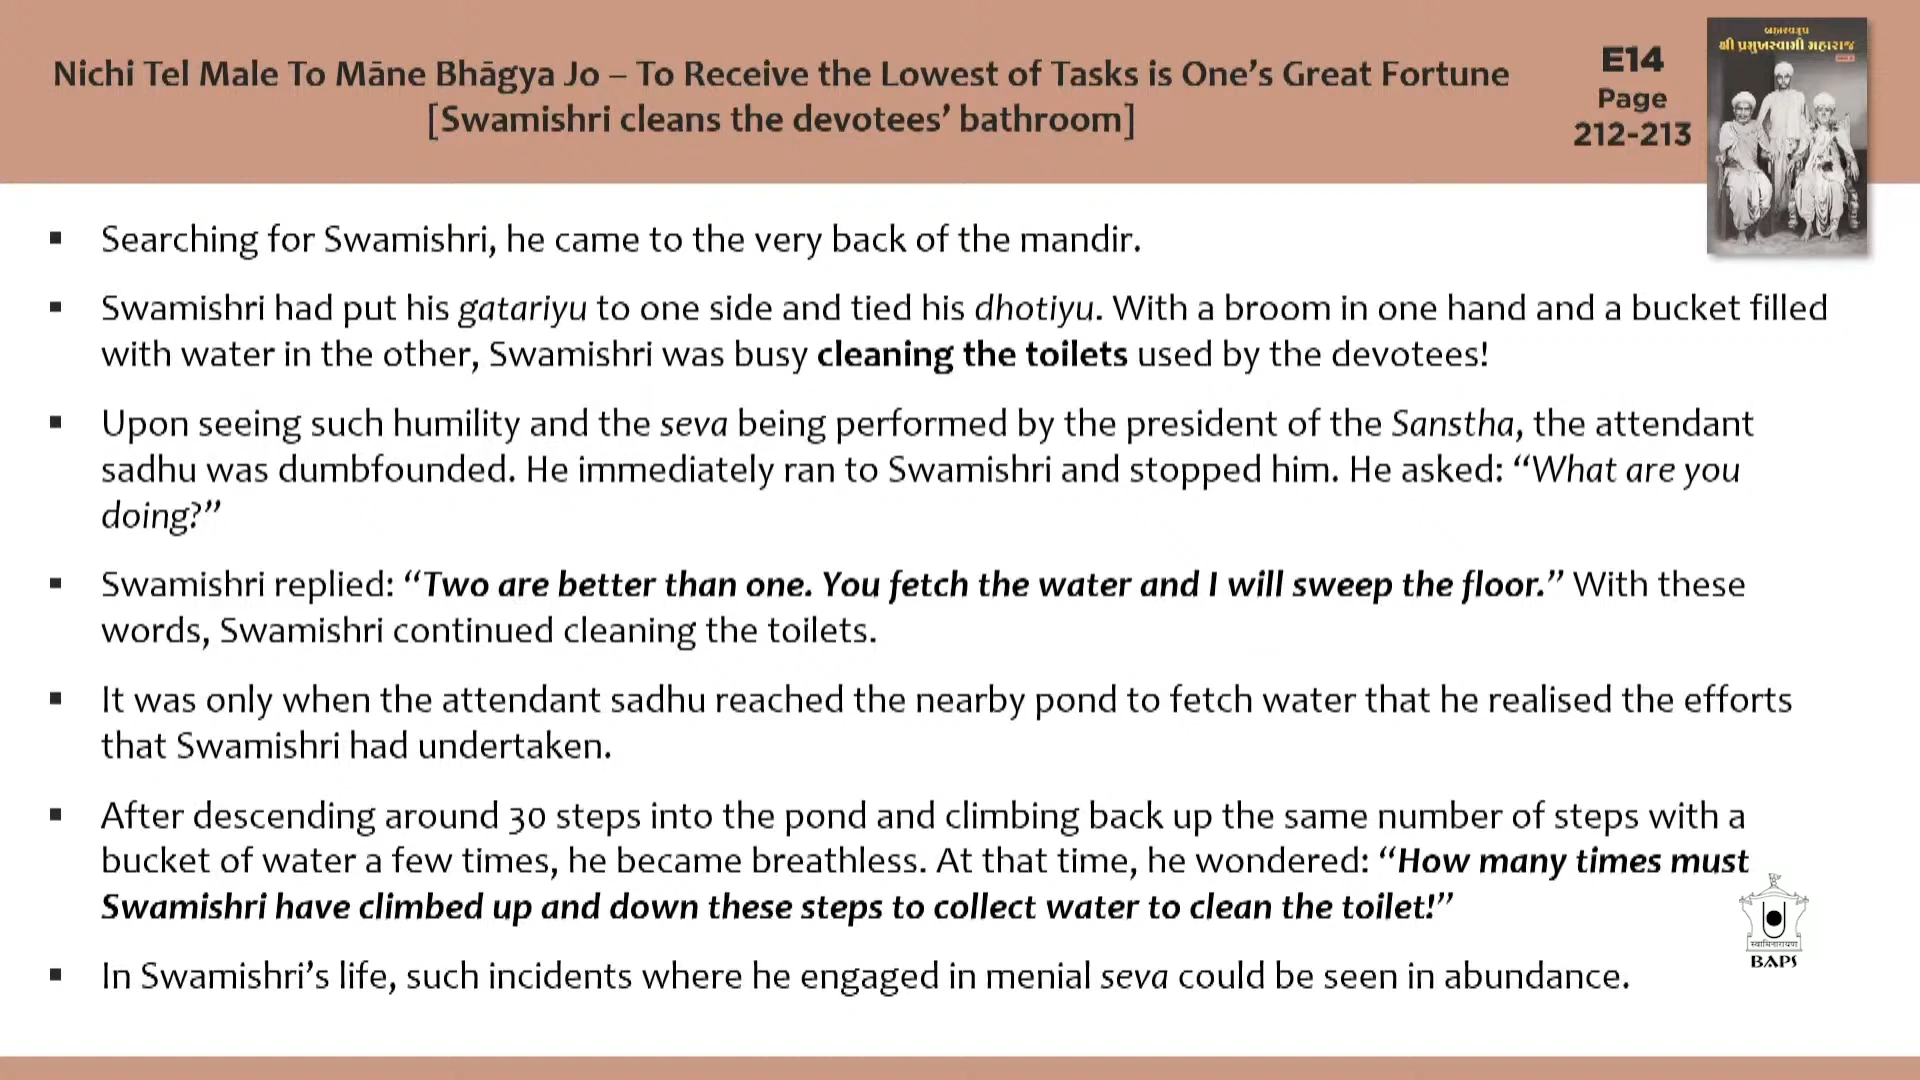 Nichi Tel Male To Māne Bhāgya Jo – To Receive the Lowest of Tasks is One’s Great Fortune
[Swamishri cleans the devotees’ bathroom]
E14
Page
212-213
બ્રહ્મસ્વરૂપ
શ્રી પ્રમુખસ્વામી મહારાજ
▪ Searching for Swamishri, he came to the very back of the mandir.
▪ Swamishri had put his gatariyu to one side and tied his dhotiyu. With a broom in one hand and a bucket filled
with water in the other, Swamishri was busy cleaning the toilets used by the devotees!
▪ Upon seeing such humility and the seva being performed by the president of the Sanstha, the attendant
sadhu was dumbfounded. He immediately ran to Swamishri and stopped him. He asked: “What are you
doing?”
▪ Swamishri replied: “Two are better than one. You fetch the water and I will sweep the floor.” With these
words, Swamishri continued cleaning the toilets.
▪ It was only when the attendant sadhu reached the nearby pond to fetch water that he realised the efforts
that Swamishri had undertaken.
▪ After descending around 30 steps into the pond and climbing back up the same number of steps with a
bucket of water a few times, he became breathless. At that time, he wondered: “How many times must
Swamishri have climbed up and down these steps to collect water to clean the toilet!”
▪ In Swamishri’s life, such incidents where he engaged in menial seva could be seen in abundance.
स्वामिनारायण
BAPS